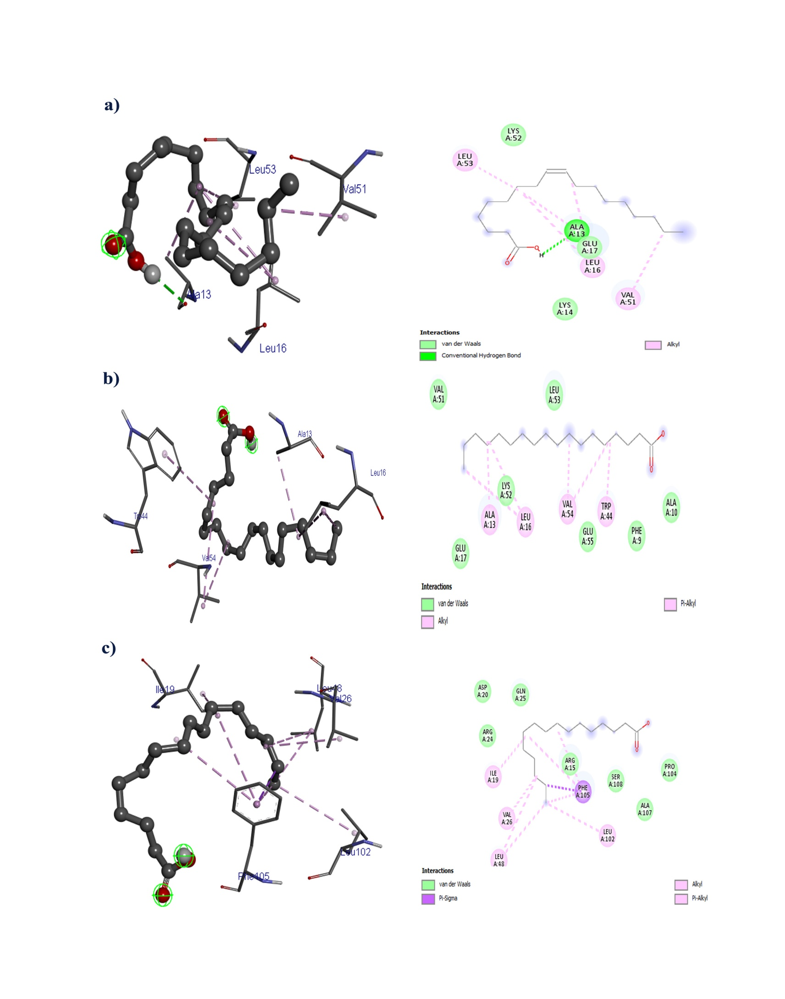 a)
Leu53
Val51
Ala13
Leu16
LYS
A:52
LEU
A:53
ALA
A:13
GLU
A:17
LEU
A:16
VAL
A:51
LYS
A:14
O
H
O
Interactions
van der Waals
Conventional Hydrogen Bond
Alkyl
b)
Ala13
Leu16
Trp44
Val54
VAL
A:51
LEU
A:53
O
O
LYS
A:52
ALA
A:13
LEU
A:16
VAL
A:54
TRP
A:44
ALA
A:10
GLU
A:55
PHE
A:9
GLU
A:17
Interactions
van der Waals
Alkyl
Pi-Alkyl
c)
Ile19
Leu48
Val26
Leu102
Phe105
ASP
A:20
GLN
A:25
ARG
A:24
O
O
ARG
A:15
ILE
A:19
SER
A:108
PRO
A:104
PHE
A:105
ALA
A:107
VAL
A:26
LEU
A:102
LEU
A:48
Interactions
van der Waals
Pi-Sigma
Alkyl
Pi-Alkyl